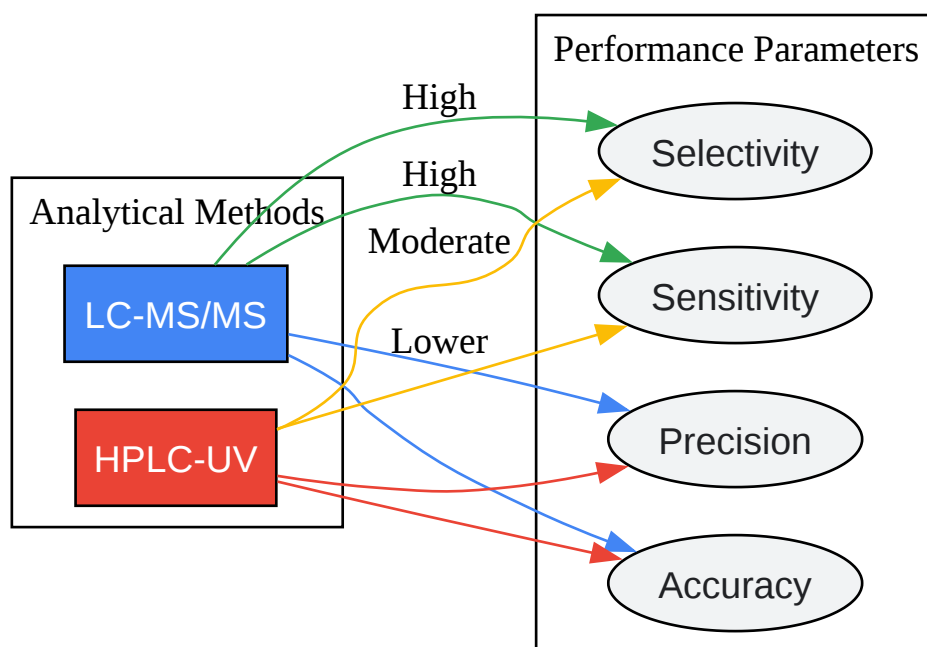 Performance Parameters
High
Selectivity
High
Analytical Methods
Moderate
Sensitivity
LC-MS/MS
Lower
Precision
HPLC-UV
Accuracy